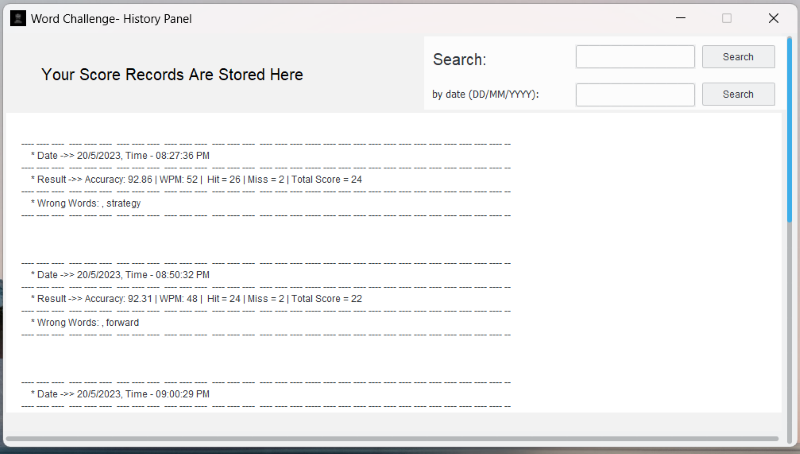 Word Challenge- History Panel
Your Score Records Are Stored Here
Search:
Search
by date (DD/MM/YYYY):
Search
---- ---- ---- ---- ---- ---- ---- ---- ---- ---- ---- ---- ---- ---- ---- ---- ---- ---- ---- ---- ---- ---- ---- ---- ---- ---- ---- ---- ---- ---- --
* Date ->> 20/5/2023, Time - 08:27:36 PM
---- ---- ---- ---- ---- ---- ---- ---- ---- ---- ---- ---- ---- ---- ---- ---- ---- ---- ---- ---- ---- ---- ---- ---- ---- ---- ---- ---- ---- ---- --
* Result ->> Accuracy: 92.86 | WPM: 52 | Hit = 26 | Miss = 2 | Total Score = 24
---- ---- ---- ---- ---- ---- ---- ---- ---- ---- ---- ---- ---- ---- ---- ---- ---- ---- ---- ---- ---- ---- ---- ---- ---- ---- ---- ---- ---- ---- --
* Wrong Words: , strategy
---- ---- ---- ---- ---- ---- ---- ---- ---- ---- ---- ---- ---- ---- ---- ---- ---- ---- ---- ---- ---- ---- ---- ---- ---- ---- ---- ---- ---- ---- --
---- ---- ---- ---- ---- ---- ---- ---- ---- ---- ---- ---- ---- ---- ---- ---- ---- ---- ---- ---- ---- ---- ---- ---- ---- ---- ---- ---- ---- ---- --
* Date ->> 20/5/2023, Time - 08:50:32 PM
---- ---- ---- ---- ---- ---- ---- ---- ---- ---- ---- ---- ---- ---- ---- ---- ---- ---- ---- ---- ---- ---- ---- ---- ---- ---- ---- ---- ---- ---- --
* Result ->> Accuracy: 92.31 | WPM: 48 | Hit = 24 | Miss = 2 | Total Score = 22
---- ---- ---- ---- ---- ---- ---- ---- ---- ---- ---- ---- ---- ---- ---- ---- ---- ---- ---- ---- ---- ---- ---- ---- ---- ---- ---- ---- ---- ---- --
* Wrong Words: , forward
---- ---- ---- ---- ---- ---- ---- ---- ---- ---- ---- ---- ---- ---- ---- ---- ---- ---- ---- ---- ---- ---- ---- ---- ---- ---- ---- ---- ---- ---- --
---- ---- ---- ---- ---- ---- ---- ---- ---- ---- ---- ---- ---- ---- ---- ---- ---- ---- ---- ---- ---- ---- ---- ---- ---- ---- ---- ---- ---- ---- --
* Date ->> 20/5/2023, Time - 09:00:29 PM
---- ---- ---- ---- ---- ---- ---- ---- ---- ---- ---- ---- ---- ---- ---- ---- ---- ---- ---- ---- ---- ---- ---- ---- ---- ---- ---- ---- ---- ---- --